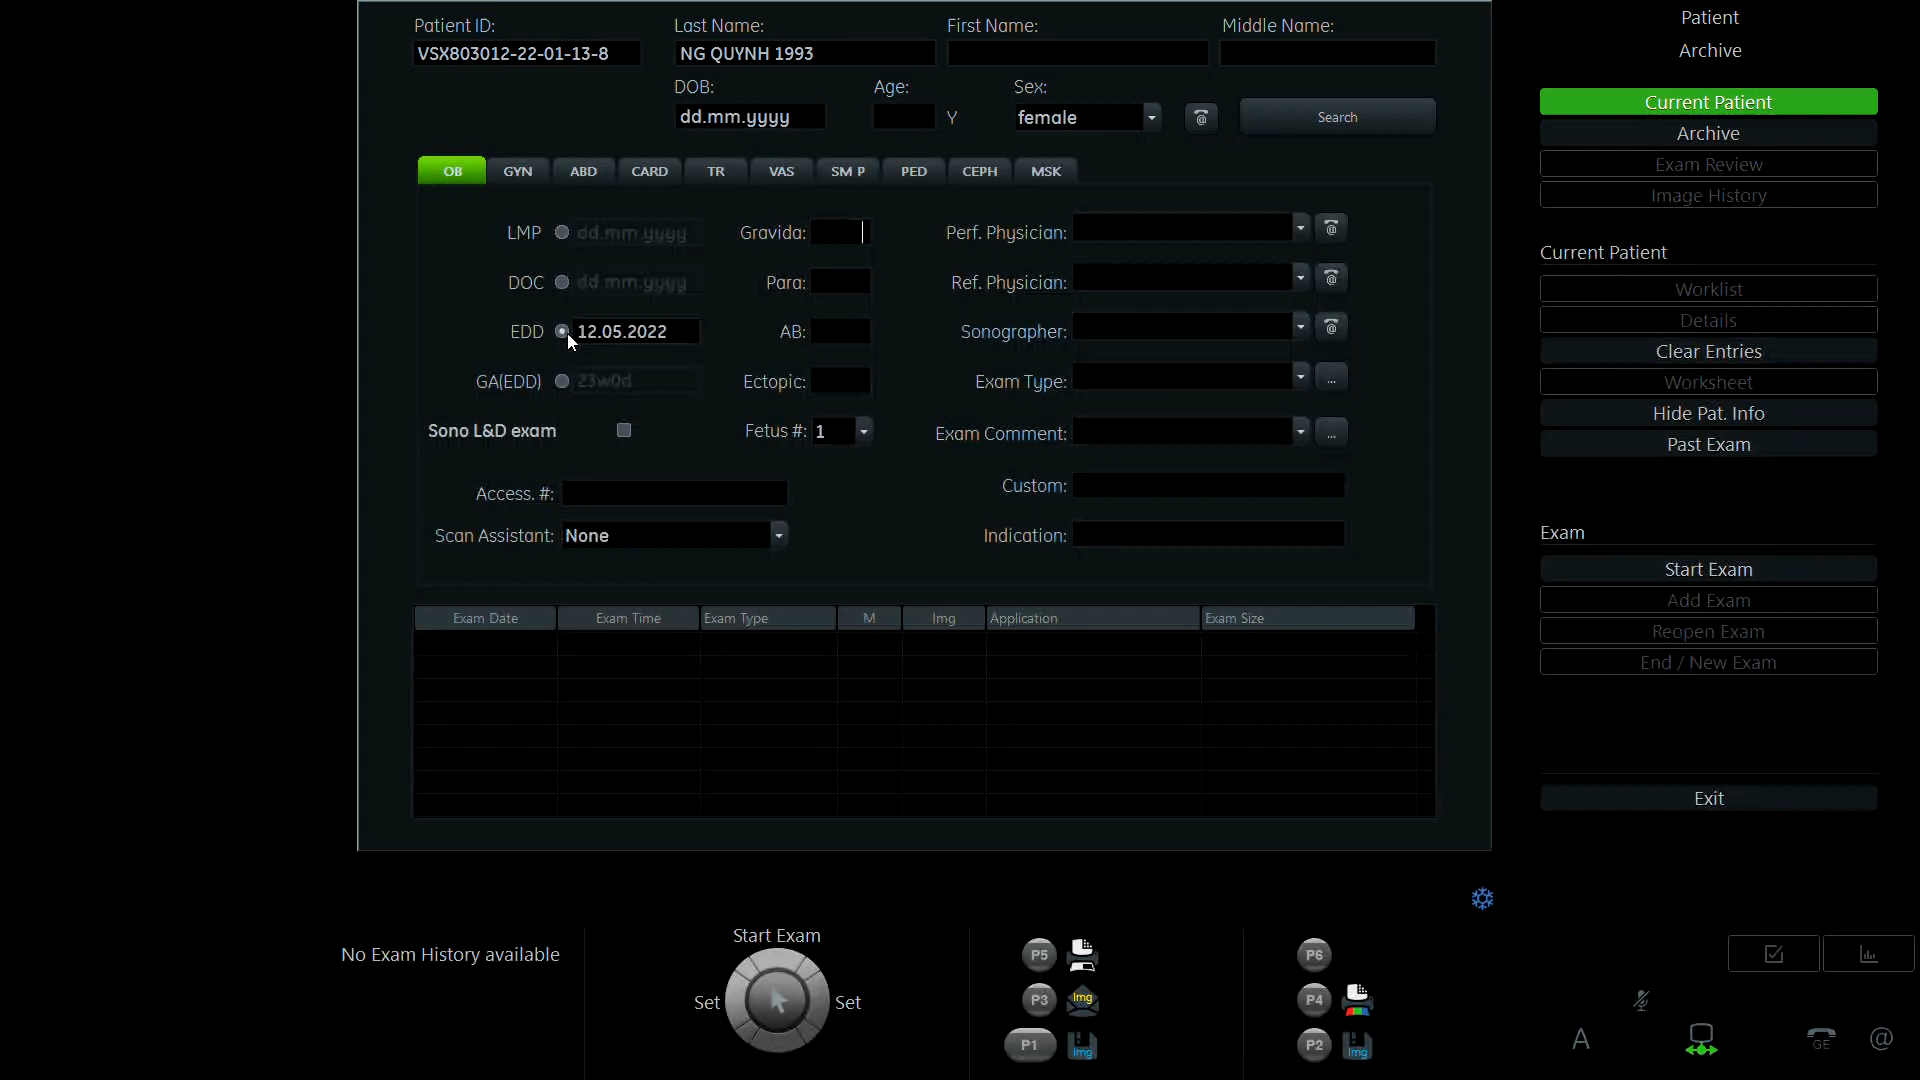 Patient ID: Last Name: First Name: Middle Name:
VSX803012-22-01-13-8 NG QUYNH 1993
DOB: Age: Sex:
dd.mm.yyyy Y female Search
OB GYN ABD CARD TR VAS SM P PED CEPH MSK
LMP dd.mm.yyyy Gravida: Perf. Physician:
DOC dd.mm.yyyy Para: Ref. Physician:
EDD 12.05.2022 AB: Sonographer:
GA(EDD) 23w0d Ectopic: Exam Type: ...
Sono L&D exam Fetus #: 1 Exam Comment: ...
Access. #: Custom:
Scan Assistant: None Indication:
Exam Date Exam Time Exam Type M Img Application Exam Size
Patient
Archive
Current Patient
Archive
Exam Review
Image History
Current Patient
Worklist
Details
Clear Entries
Worksheet
Hide Pat. Info
Past Exam
Exam
Start Exam
Add Exam
Reopen Exam
End / New Exam
Exit
No Exam History available
Start Exam
Set Set
P5 P6
P3 Img P4
P1 Img P2 Img
A GE @